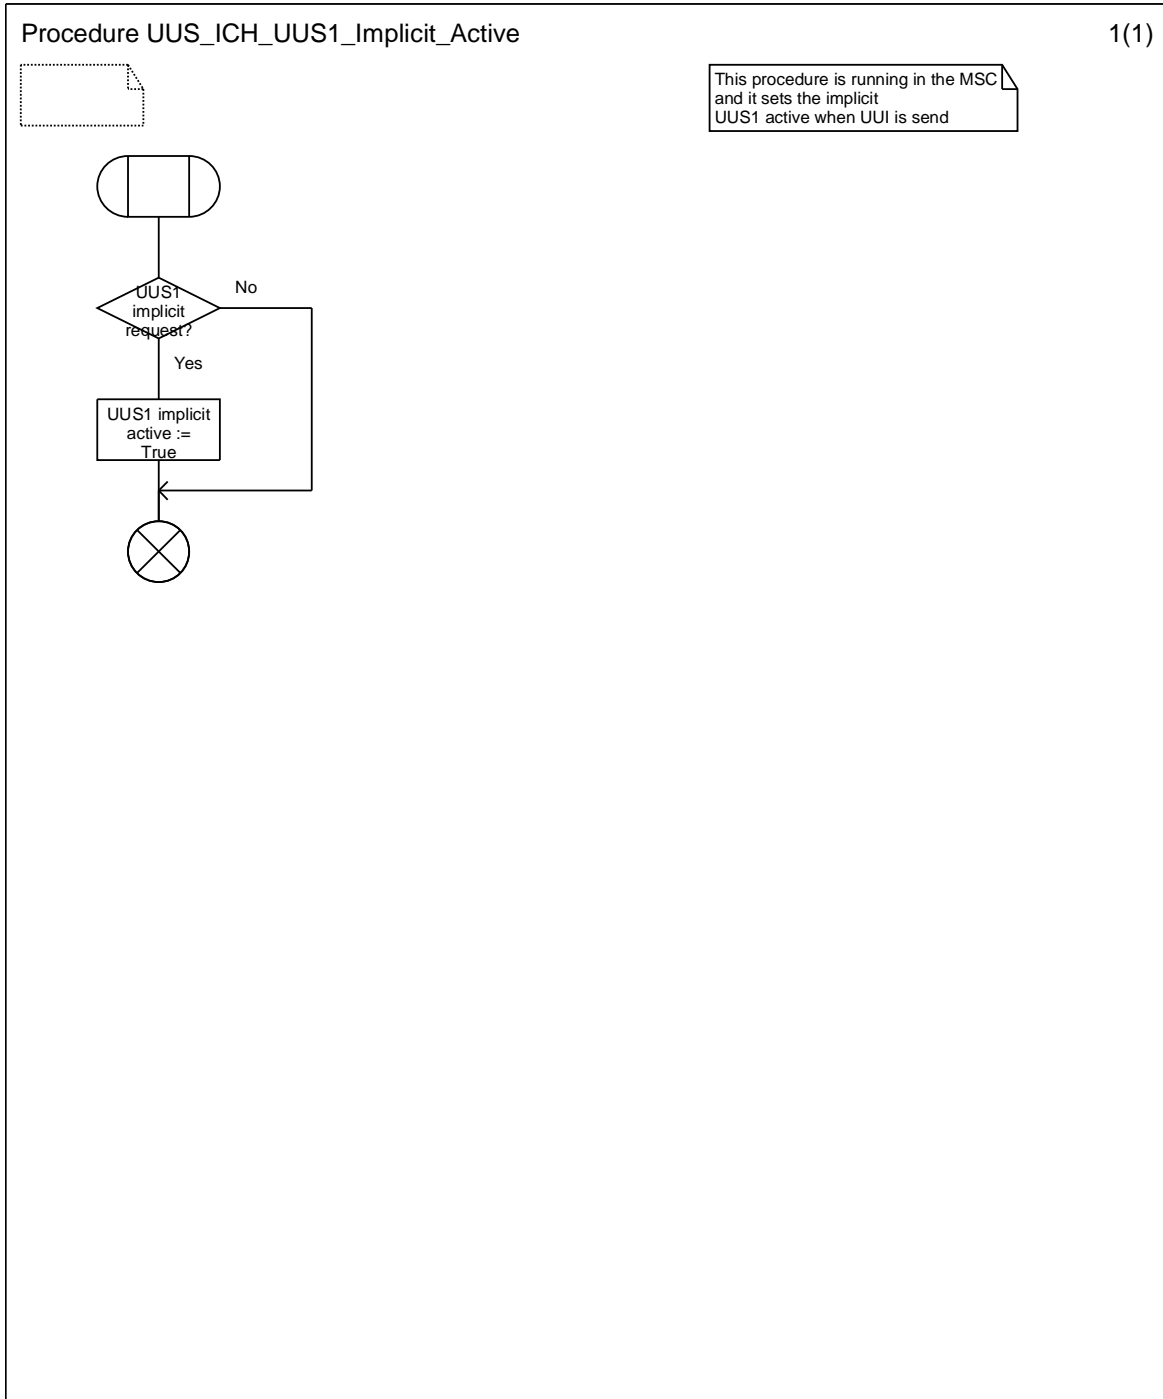 Procedure UUS_ICH_UUS1_Implicit_Active
1(1)
This procedure is running in the MSC
and it sets the implicit
UUS1 active when UUI is send
UUS1
implicit
request?
No
Yes
UUS1 implicit
active :=
True